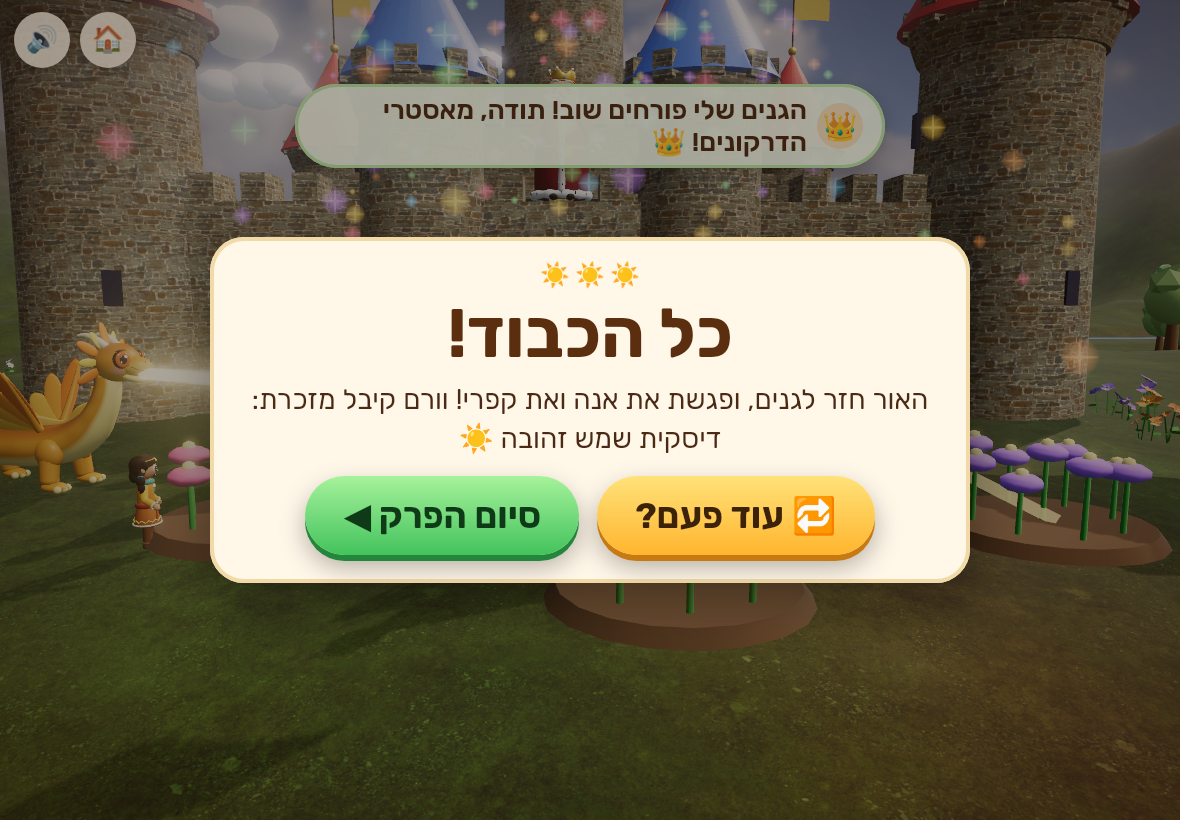 הגנים שלי פורחים שוב! תודה, מאסטרי
הדרקונים! 👑
☀️ ☀️ ☀️
כל הכבוד!
האור חזר לגנים, ופגשת את אנה ואת קפרי! וורם קיבל מזכרת:
דיסקית שמש זהובה ☀️
🔁 עוד פעם?
סיום הפרק ◀